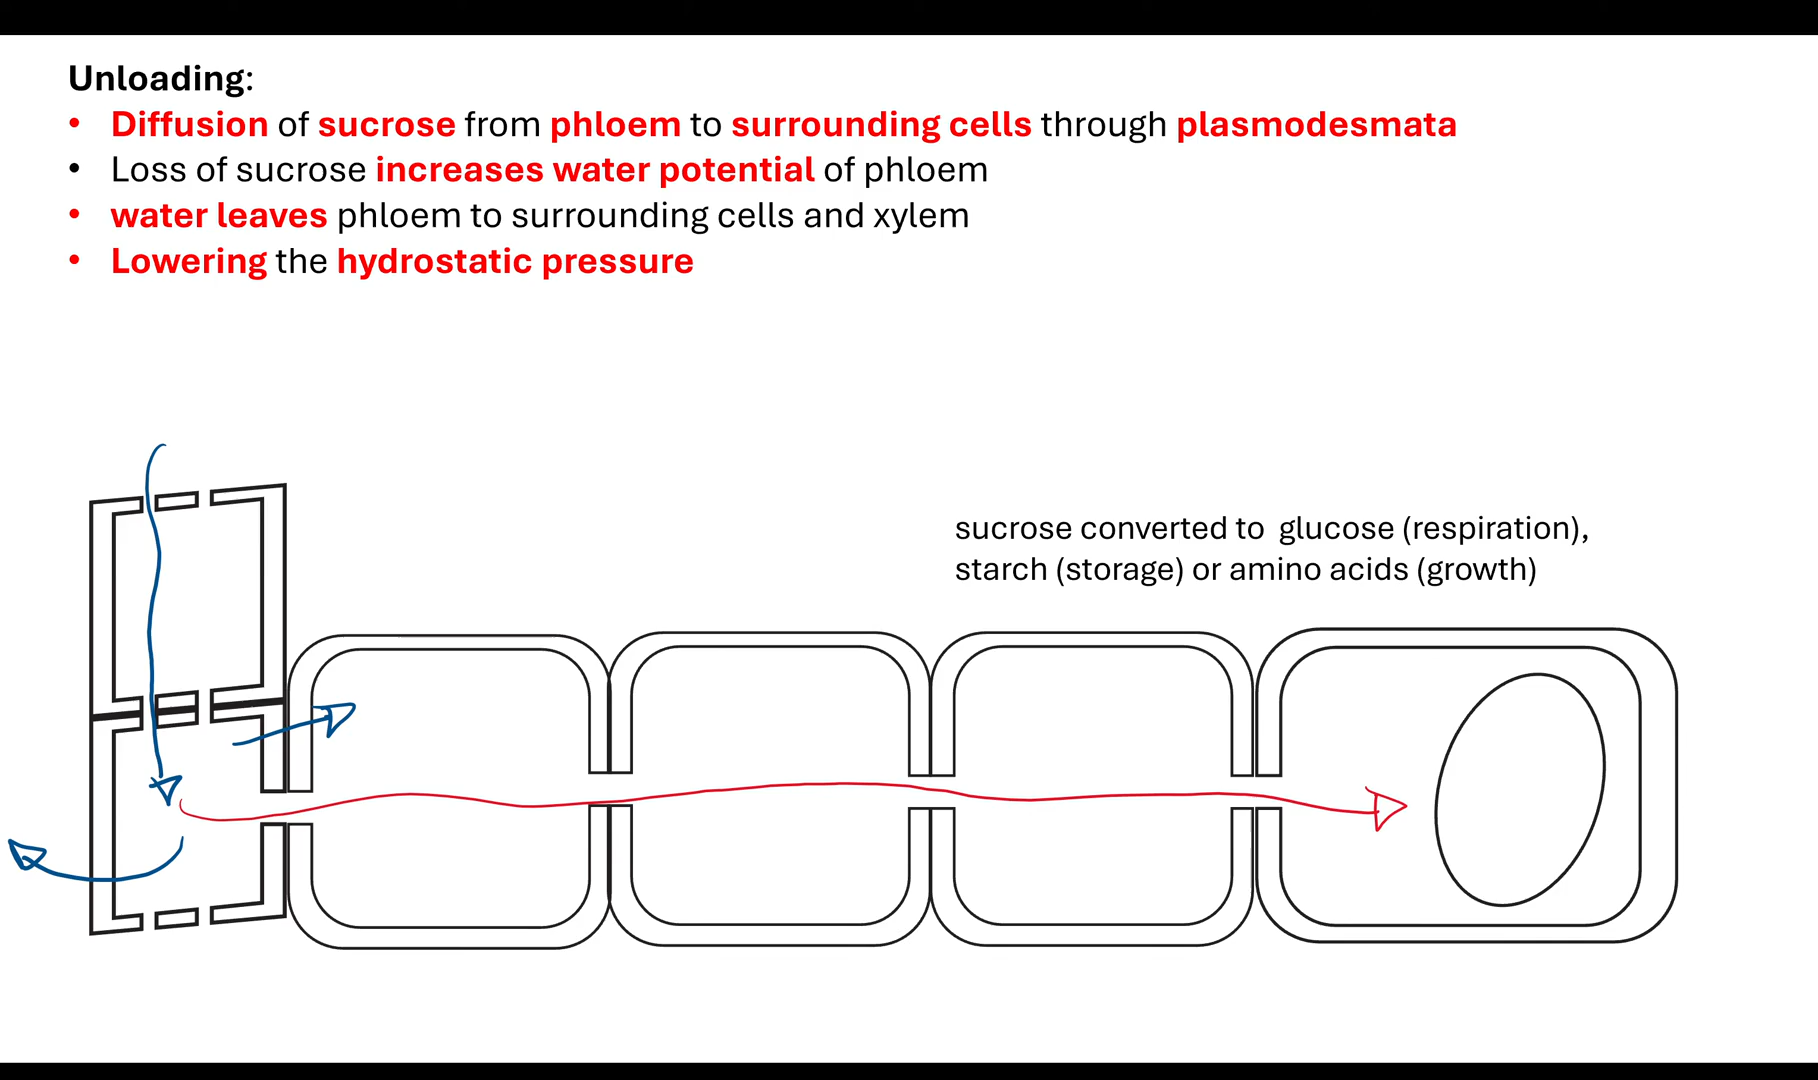 Unloading:
• Diffusion of sucrose from phloem to surrounding cells through plasmodesmata
• Loss of sucrose increases water potential of phloem
• water leaves phloem to surrounding cells and xylem
• Lowering the hydrostatic pressure
sucrose converted to glucose (respiration),
starch (storage) or amino acids (growth)